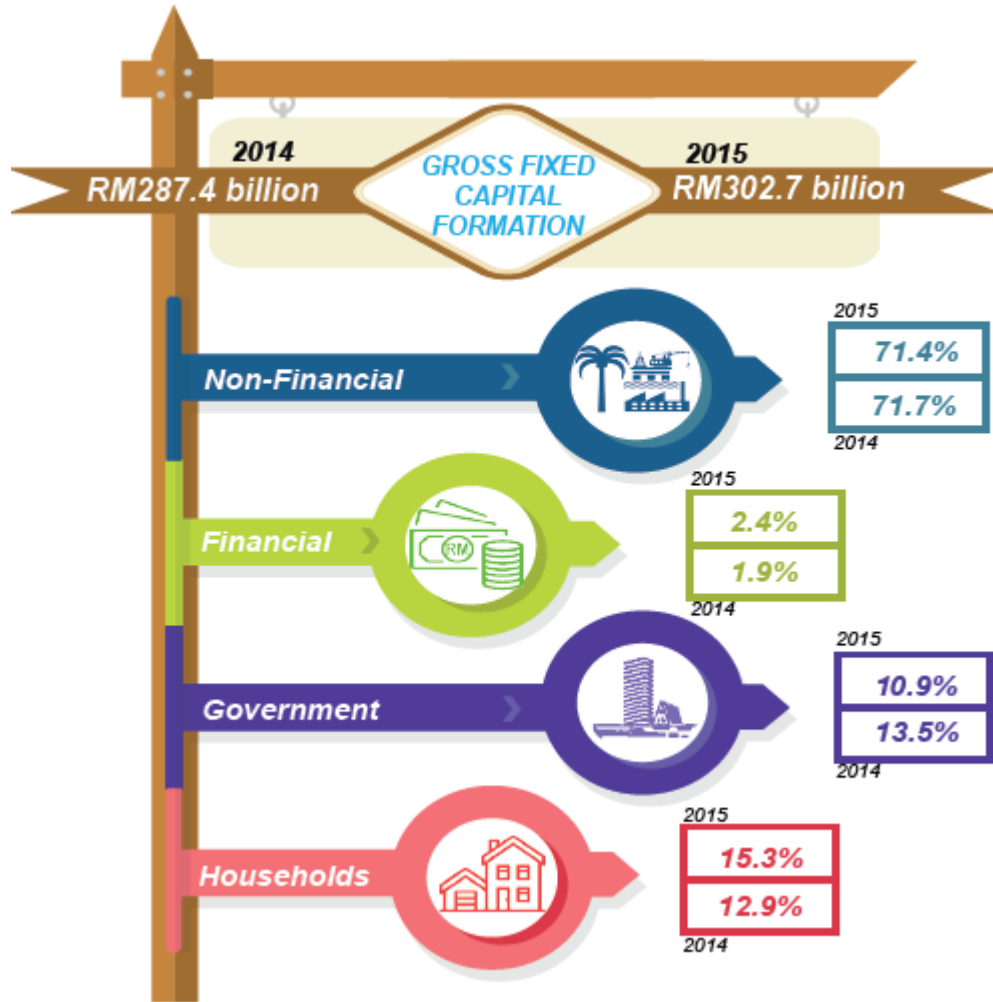 2014
RM287.4 billion
GROSS FIXED
CAPITAL
FORMATION
2015
RM302.7 billion
Non-Financial
2015
71.4%
71.7%
2014
Financial
RM
2015
2.4%
1.9%
2014
Government
2015
10.9%
13.5%
2014
Households
2015
15.3%
12.9%
2014